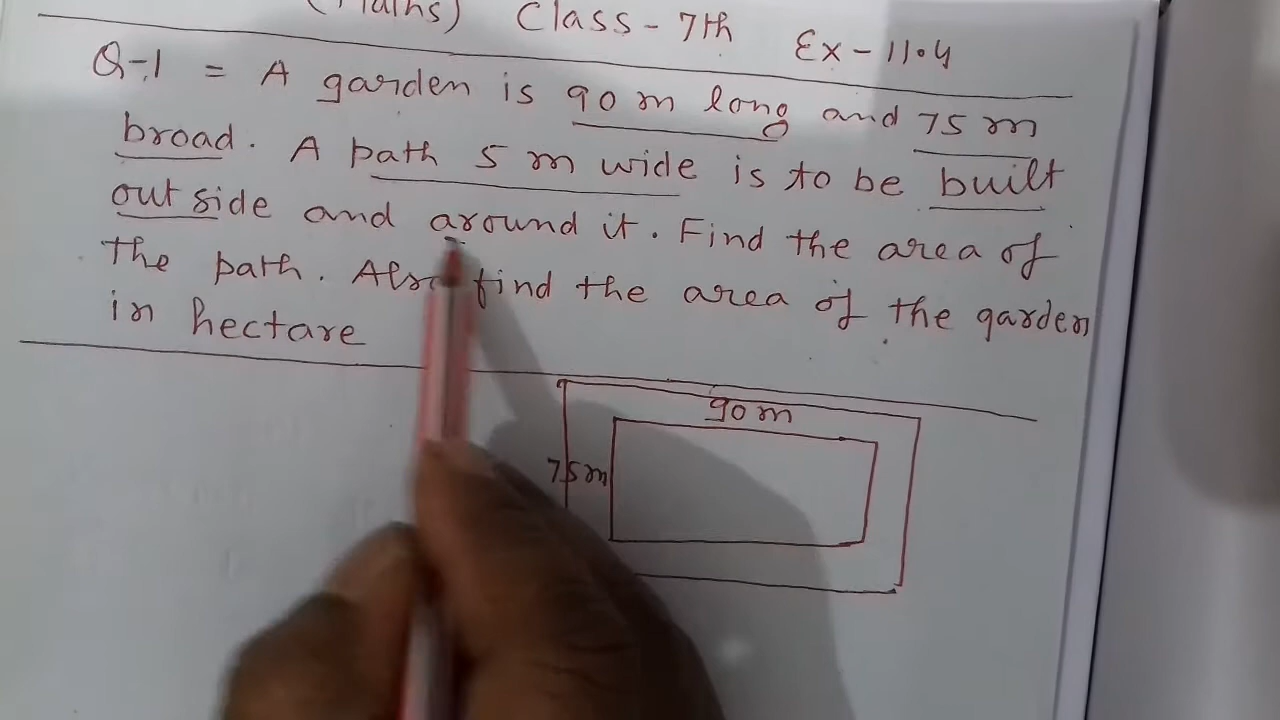 (Maths) Class - 7th Ex - 11.4
Q-1 = A garden is 90 m long and 75 m
broad. A path 5 m wide is to be built
out side and around it. Find the area of
the path. Also find the area of the garden
in hectare
90 m
75 m